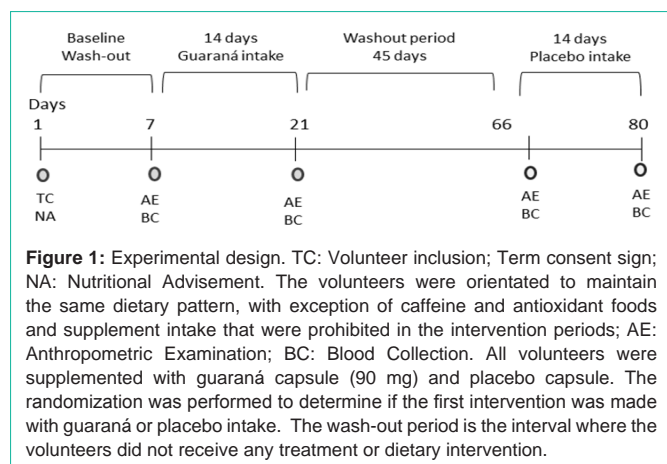 Baseline
Wash-out
14 days
Guaraná intake
Washout period
45 days
14 days
Placebo intake
Days
1 7 21 66 80
TC
NA
AE
BC
AE
BC
AE
BC
AE
BC
Figure 1: Experimental design. TC: Volunteer inclusion; Term consent sign;
NA: Nutritional Advisement. The volunteers were orientated to maintain
the same dietary pattern, with exception of caffeine and antioxidant foods
and supplement intake that were prohibited in the intervention periods; AE:
Anthropometric Examination; BC: Blood Collection. All volunteers were
supplemented with guaraná capsule (90 mg) and placebo capsule. The
randomization was performed to determine if the first intervention was made
with guaraná or placebo intake. The wash-out period is the interval where the
volunteers did not receive any treatment or dietary intervention.